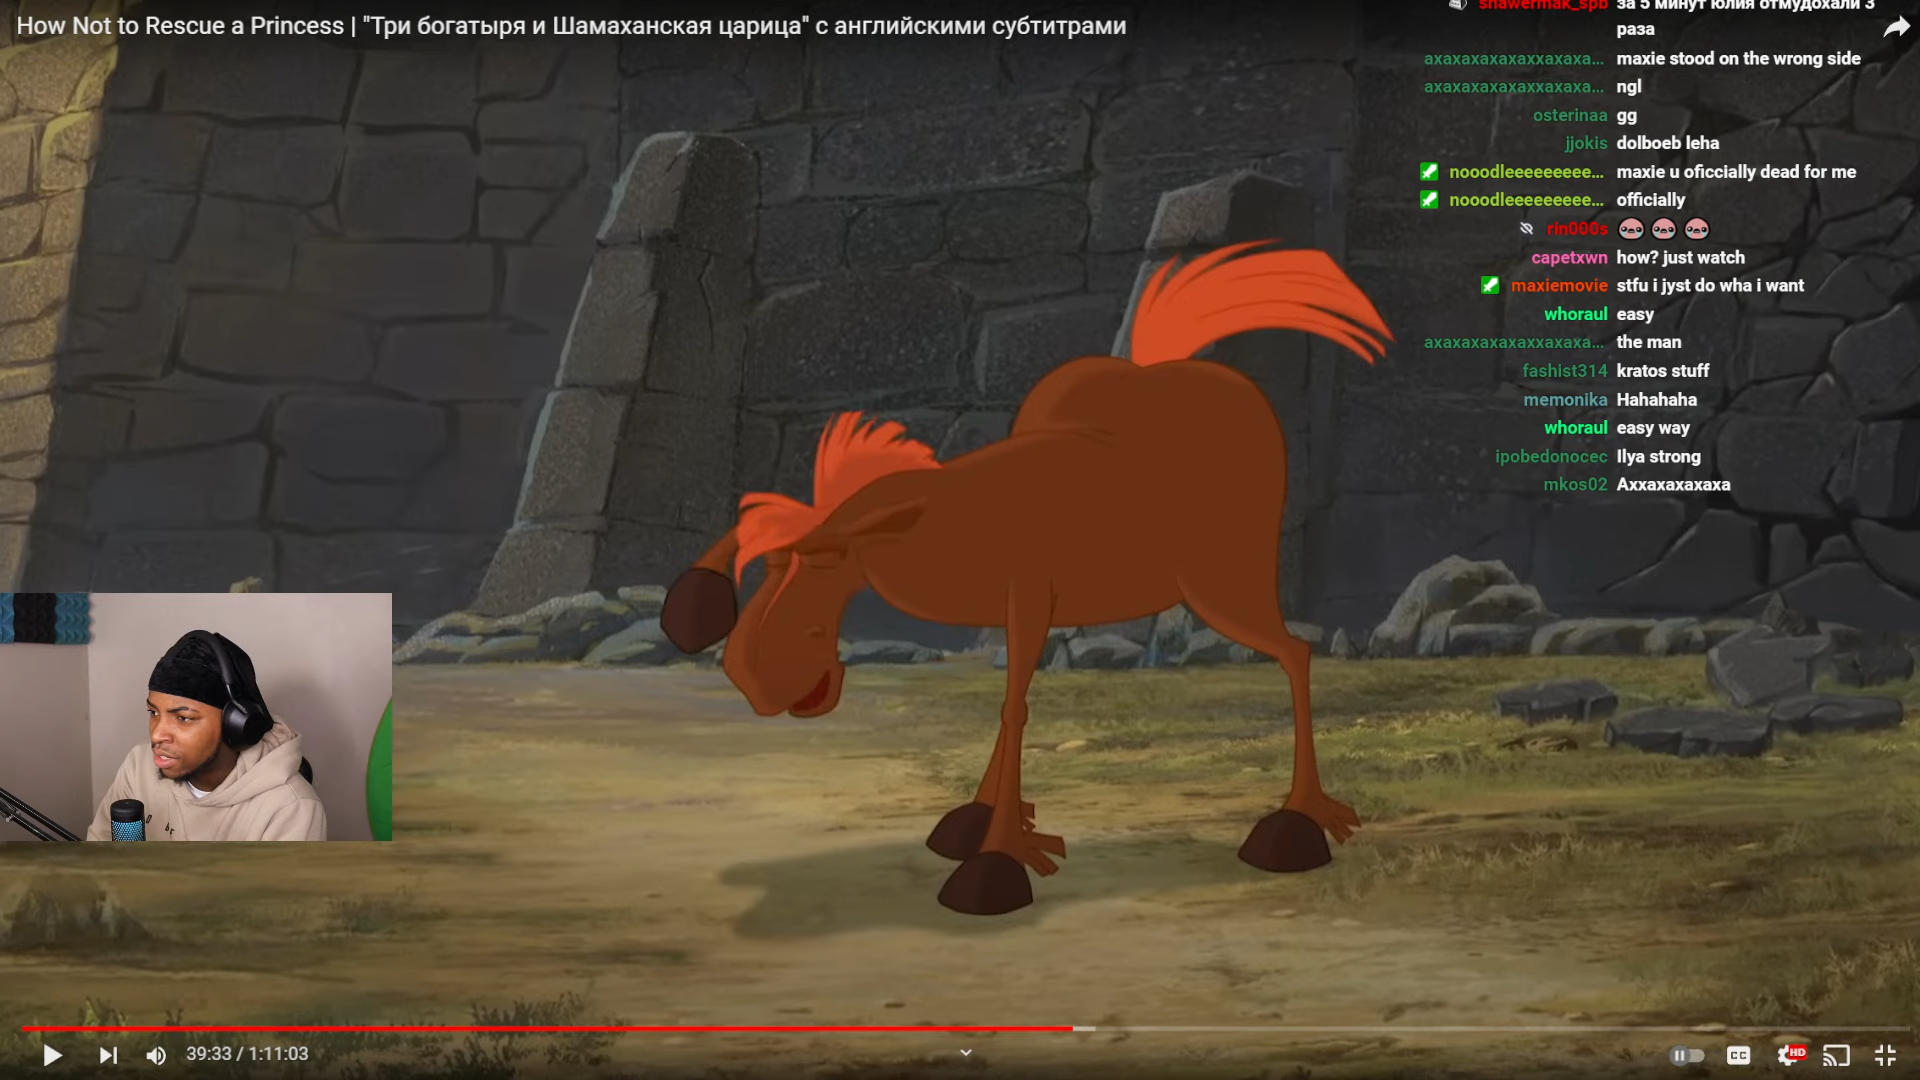 How Not to Rescue a Princess | "Три богатыря и Шамаханская царица" с английскими субтитрами
shawermak_spb за 5 минут юлия отмудохали 3
раза
axaxaxaxaxaxxaxaxa... maxie stood on the wrong side
axaxaxaxaxaxxaxaxa... ngl
osterinaa gg
jjokis dolboeb leha
nooodleeeeeeeee... maxie u oficcially dead for me
nooodleeeeeeeee... officially
rin000s
capetxwn how? just watch
maxiemovie stfu i jyst do wha i want
whoraul easy
axaxaxaxaxaxxaxaxa... the man
fashist314 kratos stuff
memonika Hahahaha
whoraul easy way
ipobedonocec Ilya strong
mkos02 Аххахахахаха
39:33 / 1:11:03
CC
HD